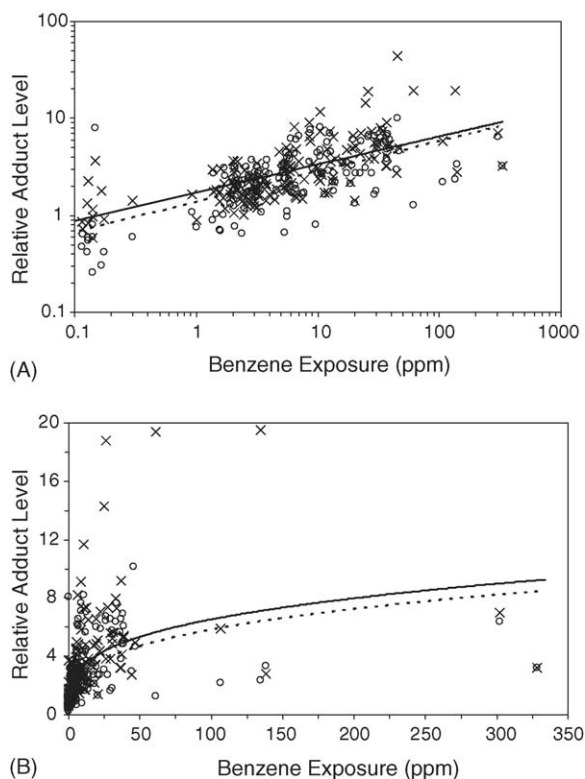 100
10
1
0.1
Relative Adduct Level
0.1 1 10 100 1000
Benzene Exposure (ppm)
(A)
20
16
12
8
4
0
Relative Adduct Level
0 50 100 150 200 250 300 350
Benzene Exposure (ppm)
(B)